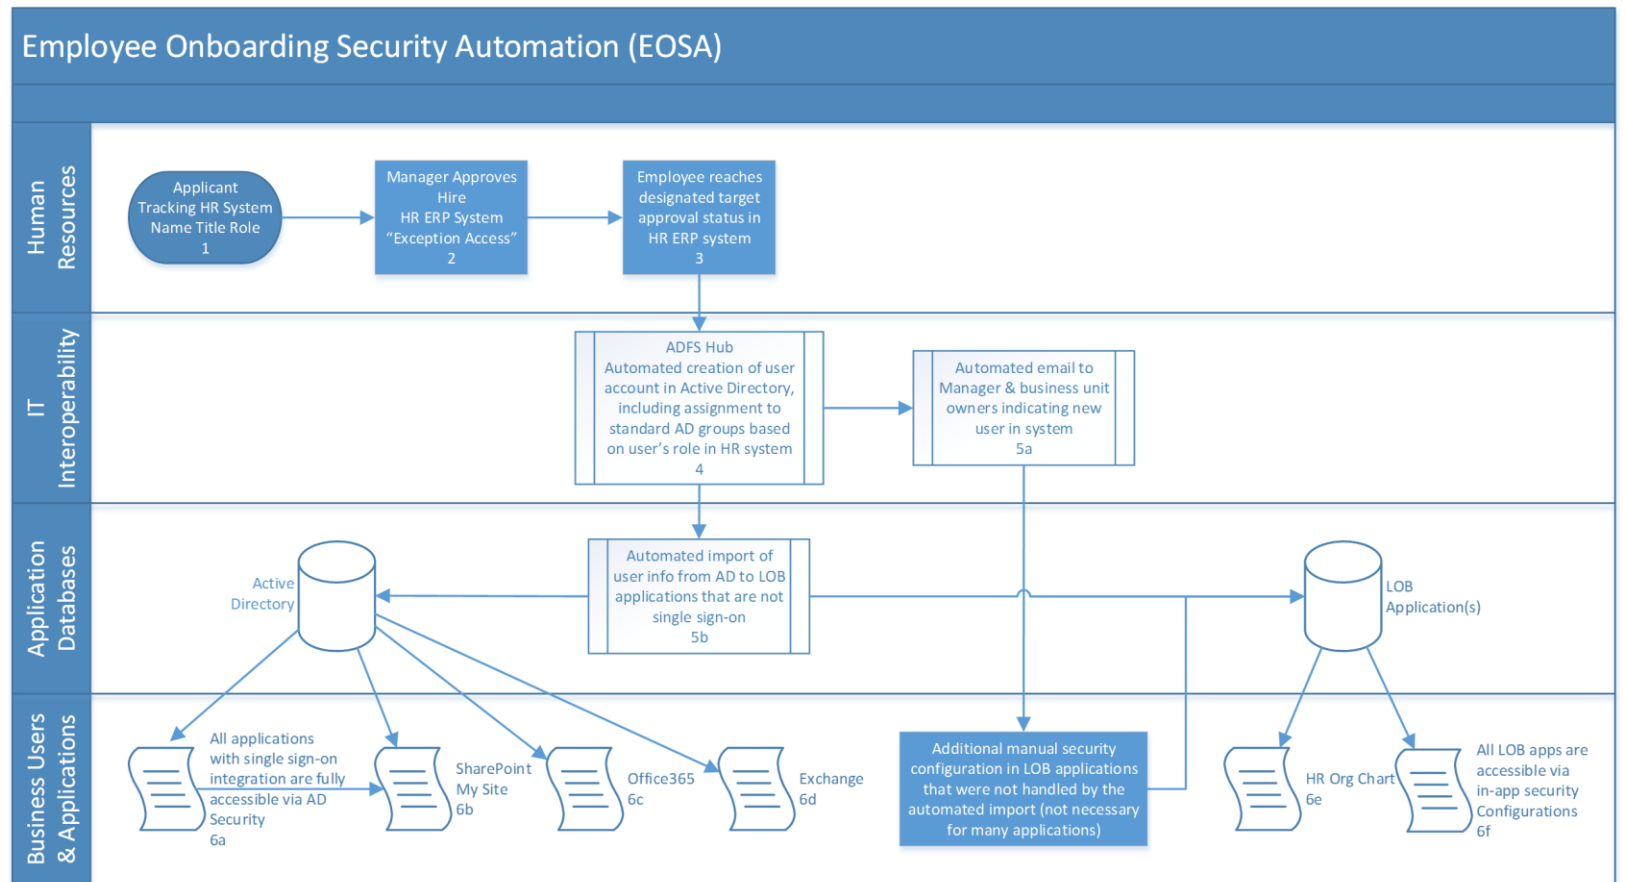 Employee Onboarding Security Automation (EOSA)
Human
Resources
Applicant
Tracking HR System
Name Title Role
1
Manager Approves
Hire
HR ERP System
“Exception Access”
2
Employee reaches
designated target
approval status in
HR ERP system
3
IT
Interoperability
ADFS Hub
Automated creation of user
account in Active Directory,
including assignment to
standard AD groups based
on user’s role in HR system
4
Automated email to
Manager & business unit
owners indicating new
user in system
5a
Application
Databases
Active
Directory
Automated import of
user info from AD to LOB
applications that are not
single sign-on
5b
LOB
Application(s)
Business Users
& Applications
All applications
with single sign-on
integration are fully
accessible via AD
Security
6a
SharePoint
My Site
6b
Office365
6c
Exchange
6d
Additional manual security
configuration in LOB applications
that were not handled by the
automated import (not necessary
for many applications)
HR Org Chart
6e
All LOB apps are
accessible via
in-app security
Configurations
6f